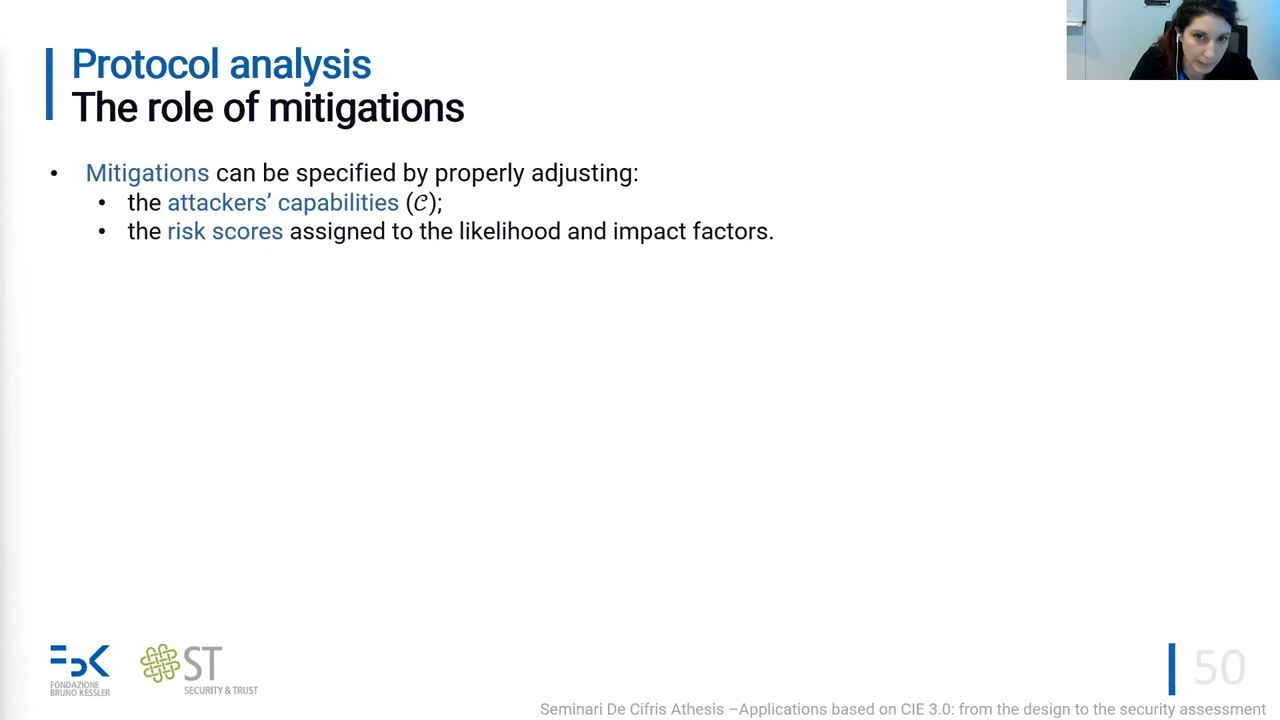 Protocol analysis
The role of mitigations
• Mitigations can be specified by properly adjusting:
• the attackers’ capabilities (𝒞);
• the risk scores assigned to the likelihood and impact factors.
FBK
FONDAZIONE
BRUNO KESSLER
ST
SECURITY & TRUST
50
Seminari De Cifris Athesis –Applications based on CIE 3.0: from the design to the security assessment